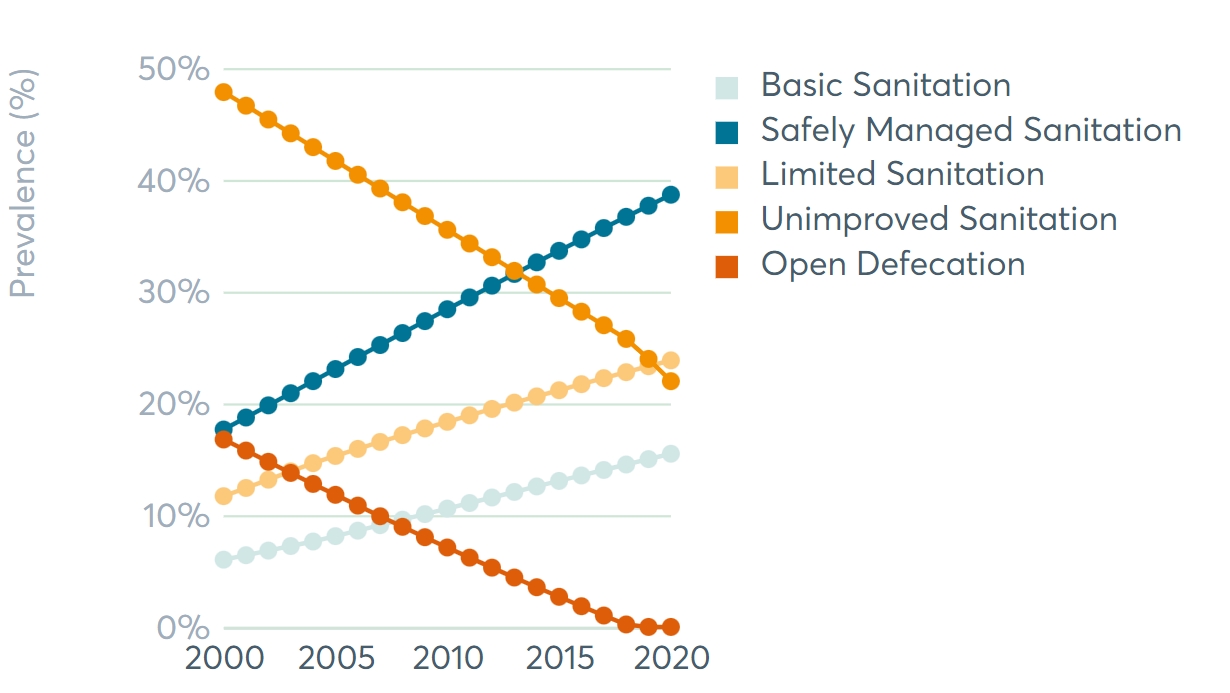 Prevalence (%)
50%
40%
30%
20%
10%
0%
2000 2005 2010 2015 2020
Basic Sanitation
Safely Managed Sanitation
Limited Sanitation
Unimproved Sanitation
Open Defecation